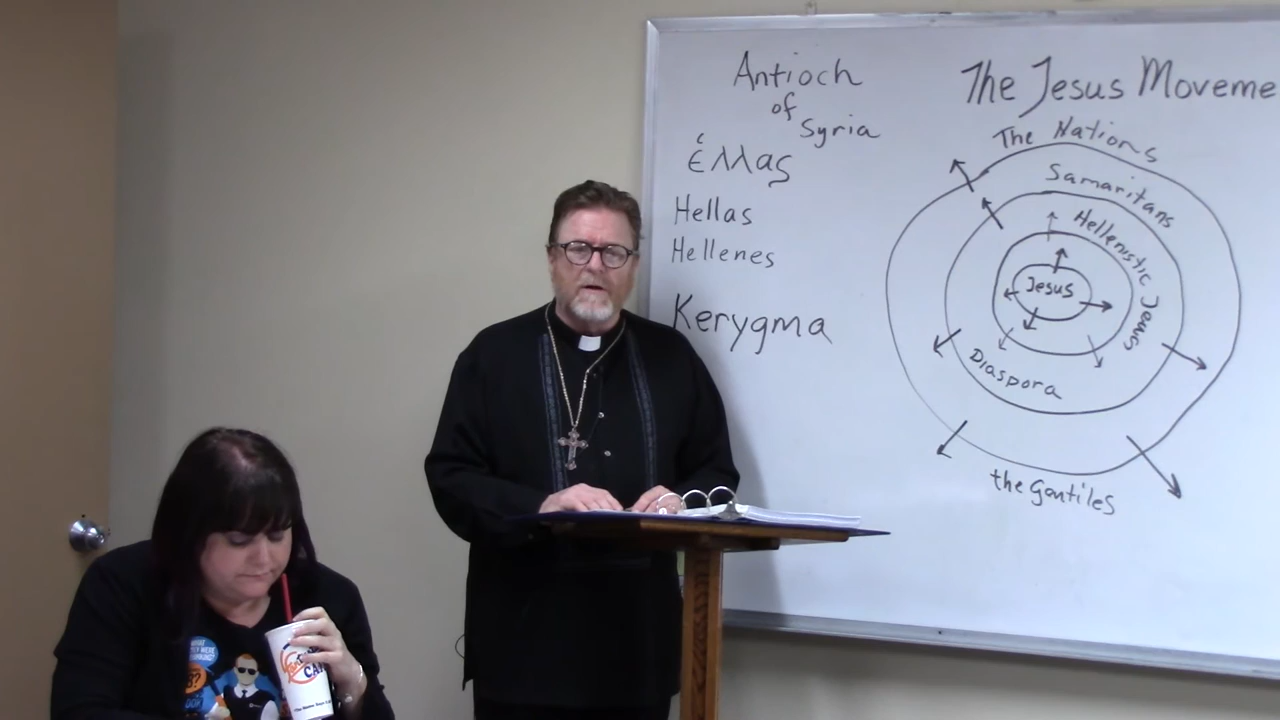 Antioch
of
Syria
έλλας
Hellas
Hellenes
Kerygma
The Jesus Moveme
The Nations
Samaritans
Hellenistic Jews
Jesus
Diaspora
the Gentiles
WHAT